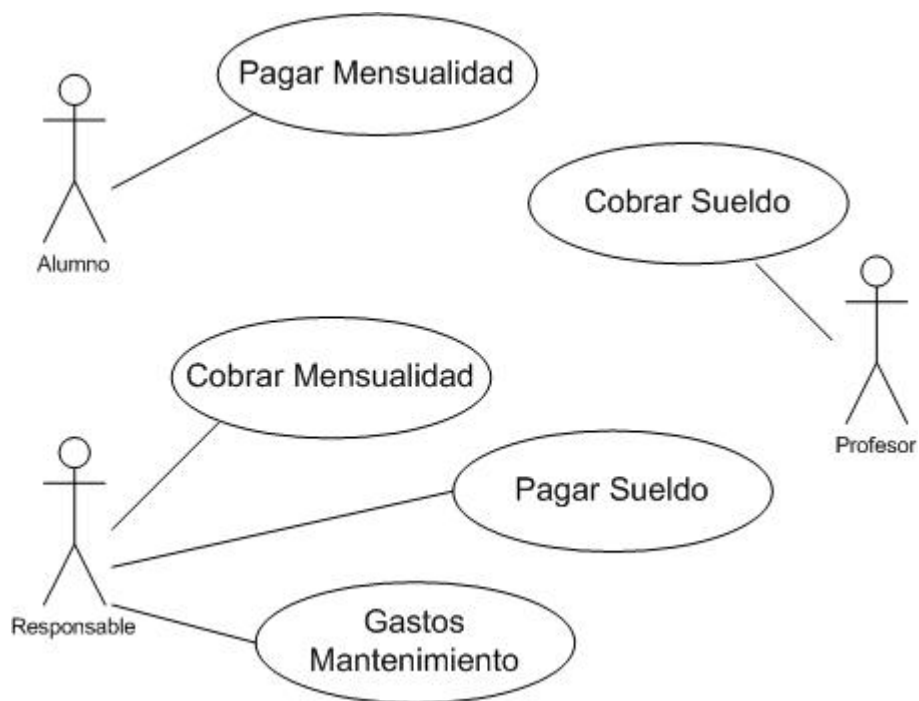 Pagar Mensualidad
Alumno
Cobrar Sueldo
Profesor
Cobrar Mensualidad
Pagar Sueldo
Responsable
Gastos
Mantenimiento